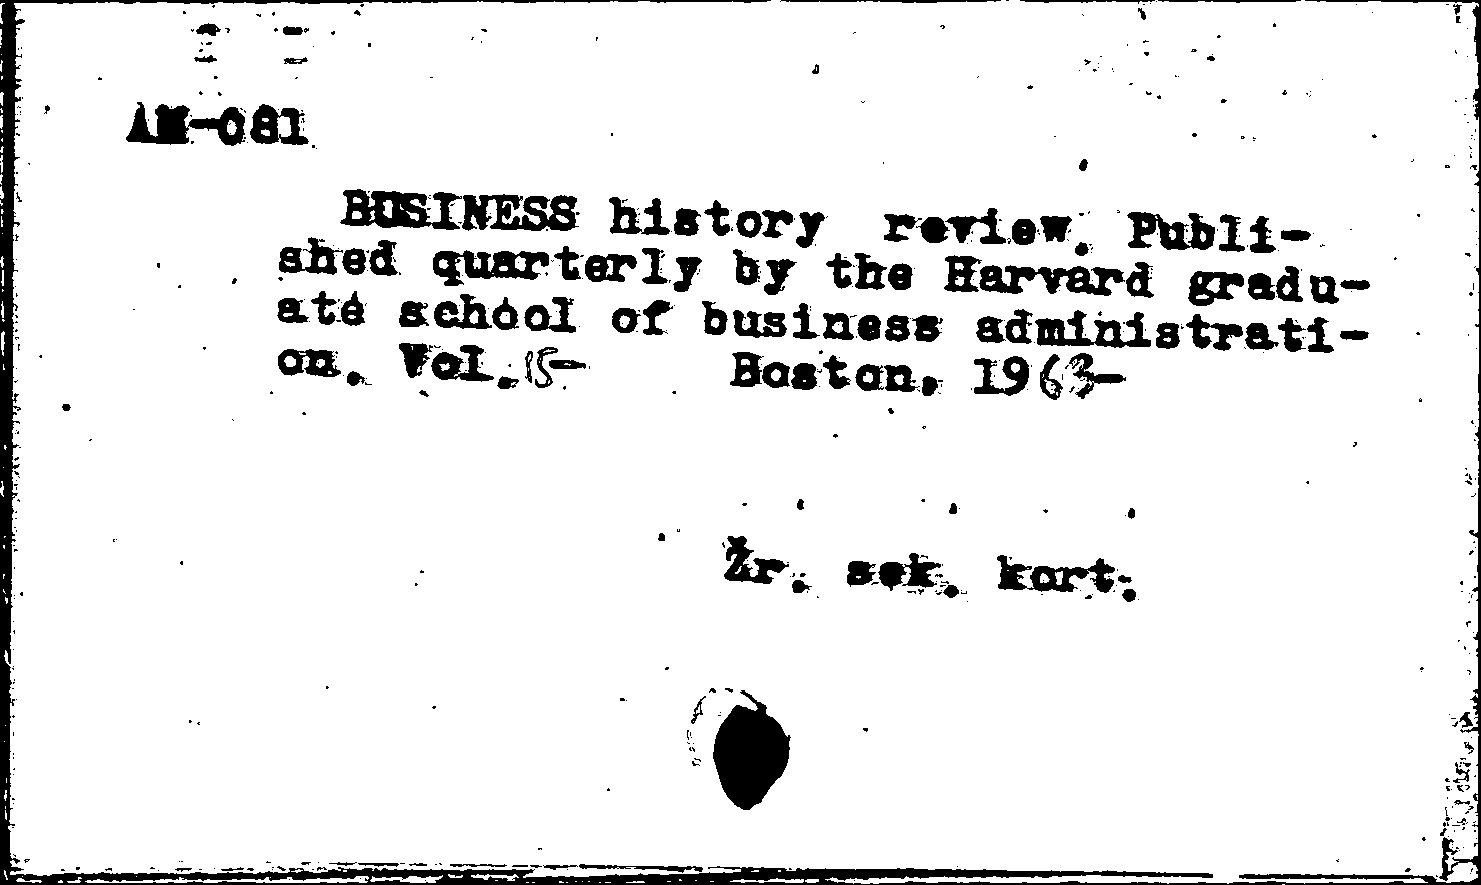 AM-081
BUSINESS history review. Publi-
shed quarterly by the Harvard gradu-
ate school of business administrati-
on. Vol. 15- Boston, 1963-
Žr. sek. kort.